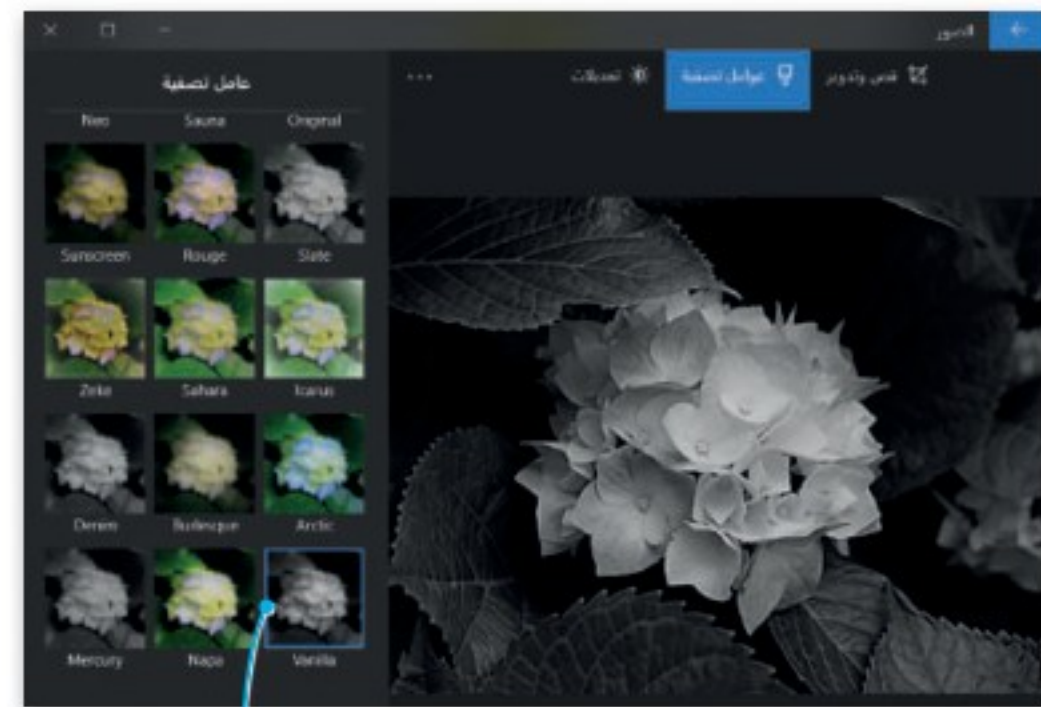 الصور
قص وتدوير
عوامل تصفية
تعديلات
عامل تصفية
Original Sauna Neo
Slate Rouge Sunscreen
Icarus Sahara Zeke
Arctic Burlesque Denim
Vanilla Napa Mercury